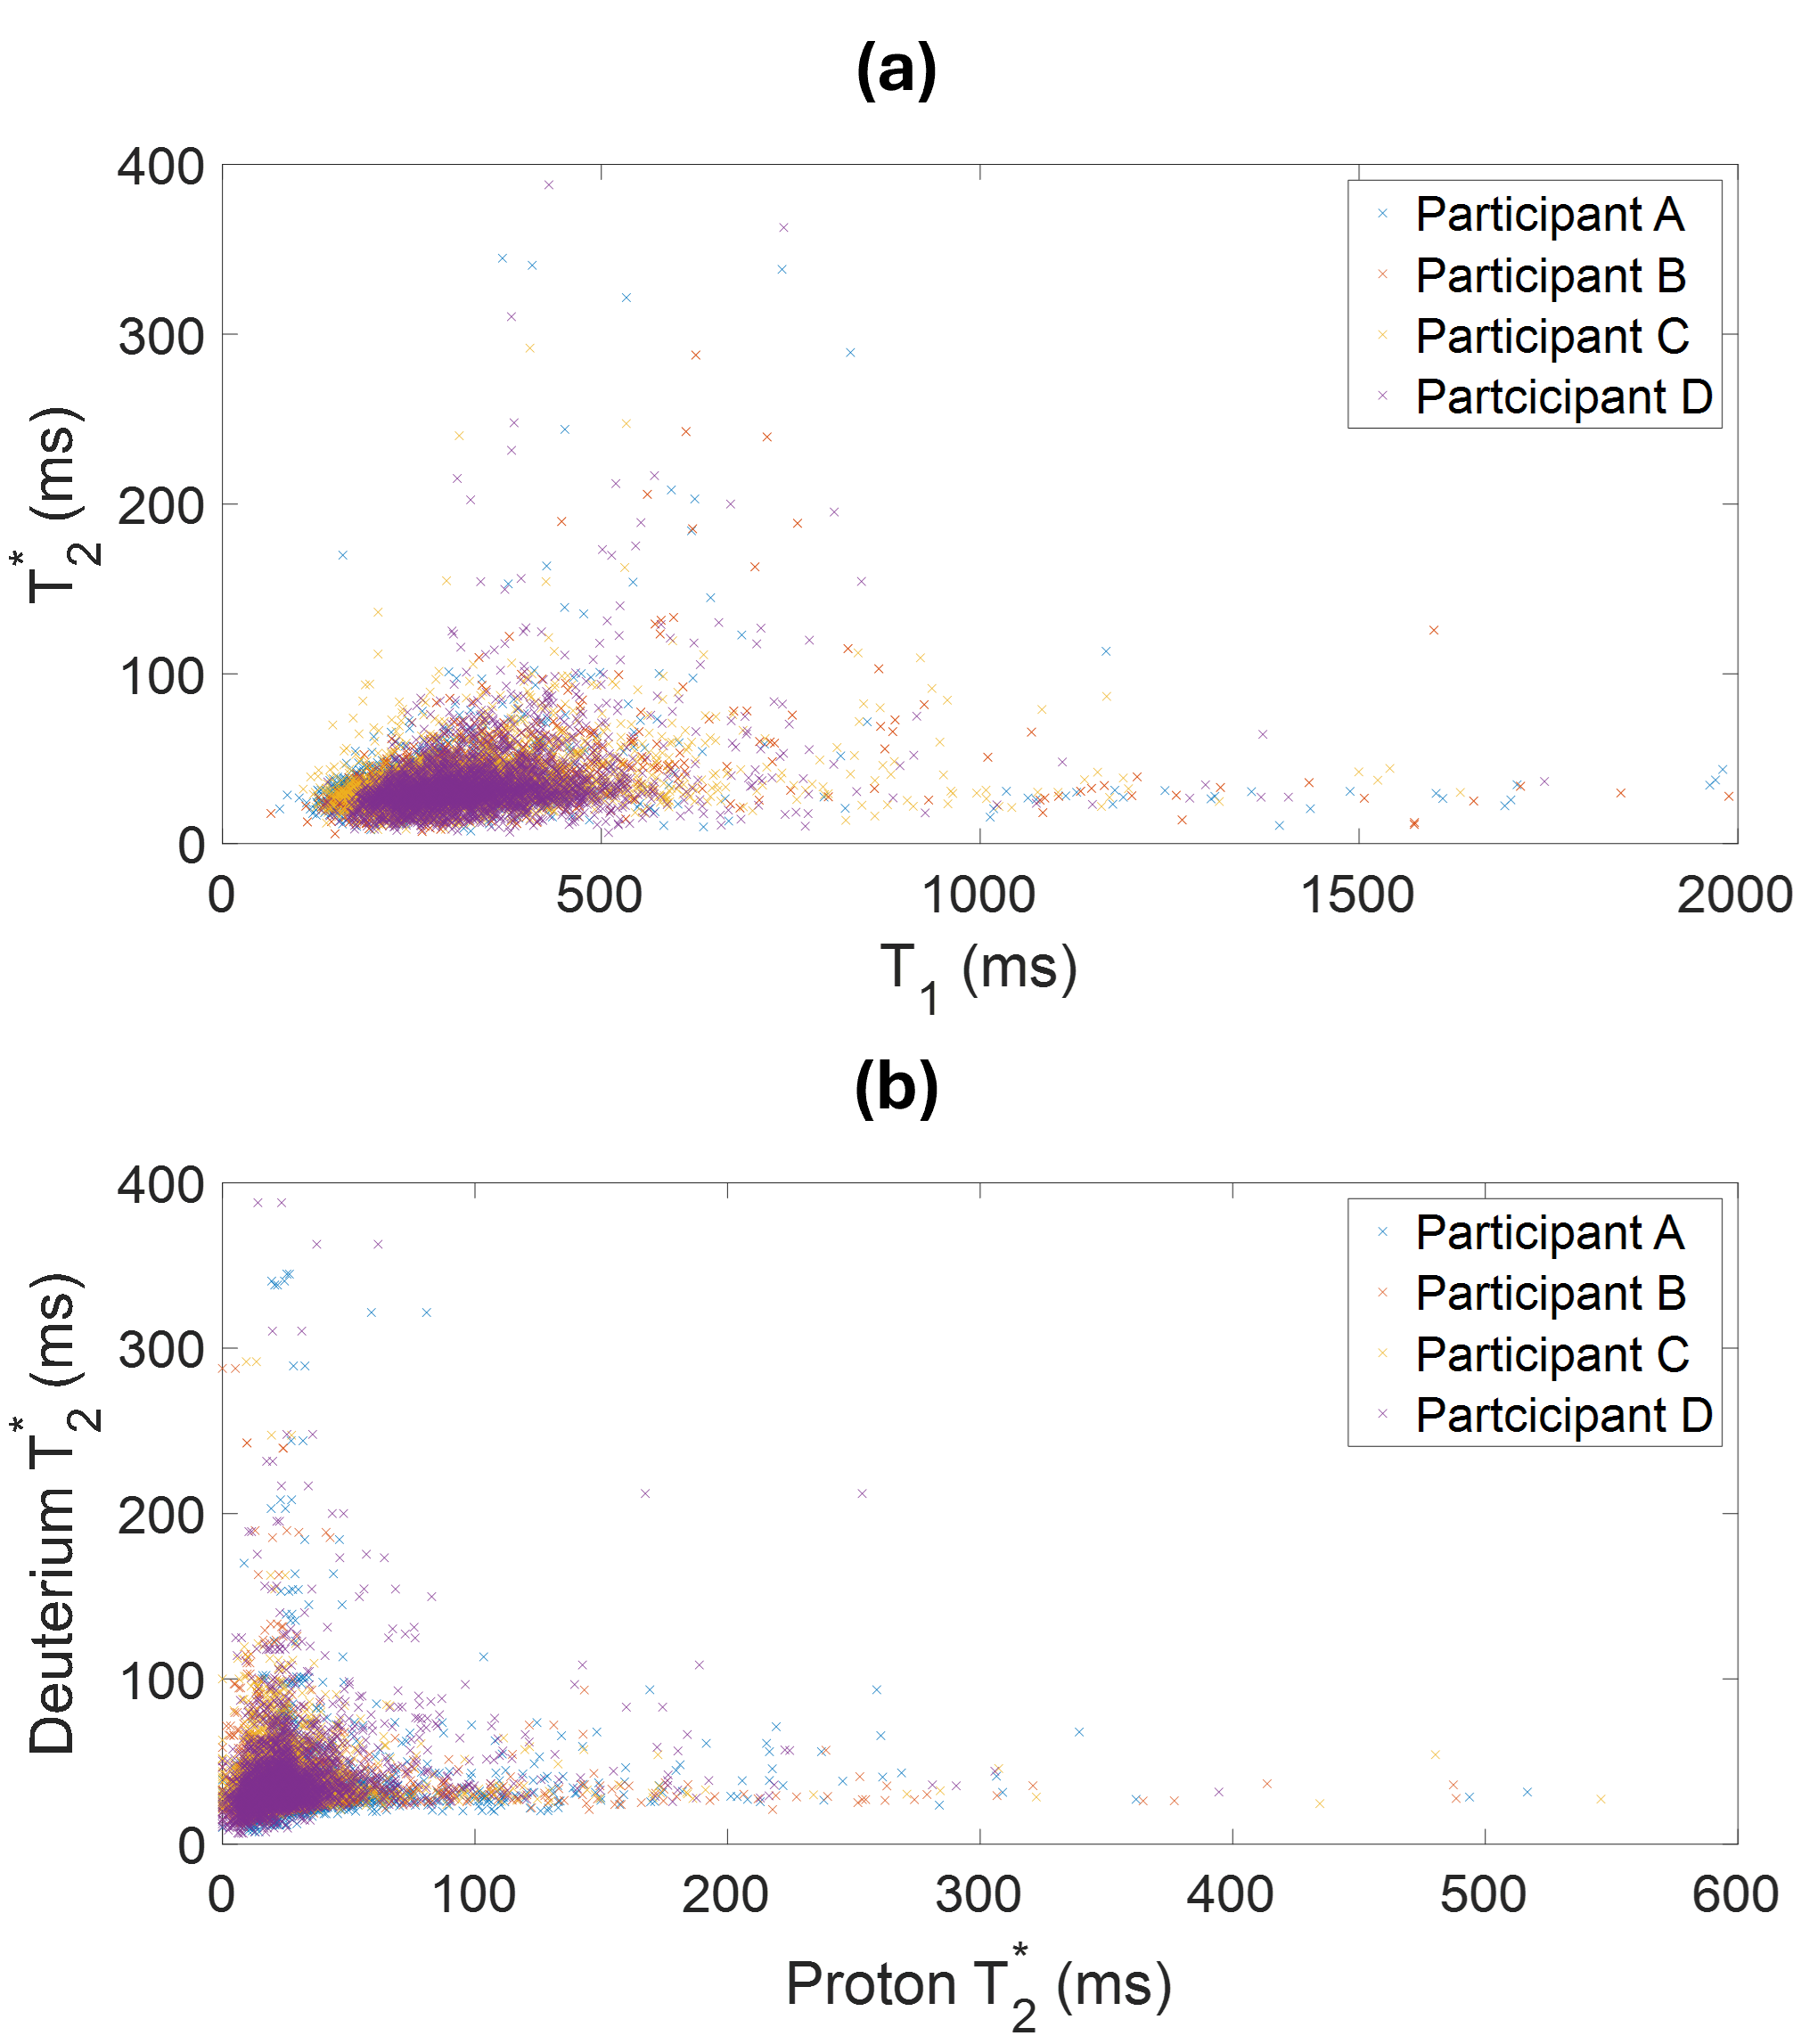 (a)
400
300
200
100
0
T₂* (ms)
Participant A
Participant B
Participant C
Partcicipant D
0 500 1000 1500 2000
T₁ (ms)
(b)
400
300
200
100
0
Deuterium T₂* (ms)
Participant A
Participant B
Participant C
Partcicipant D
0 100 200 300 400 500 600
Proton T₂* (ms)